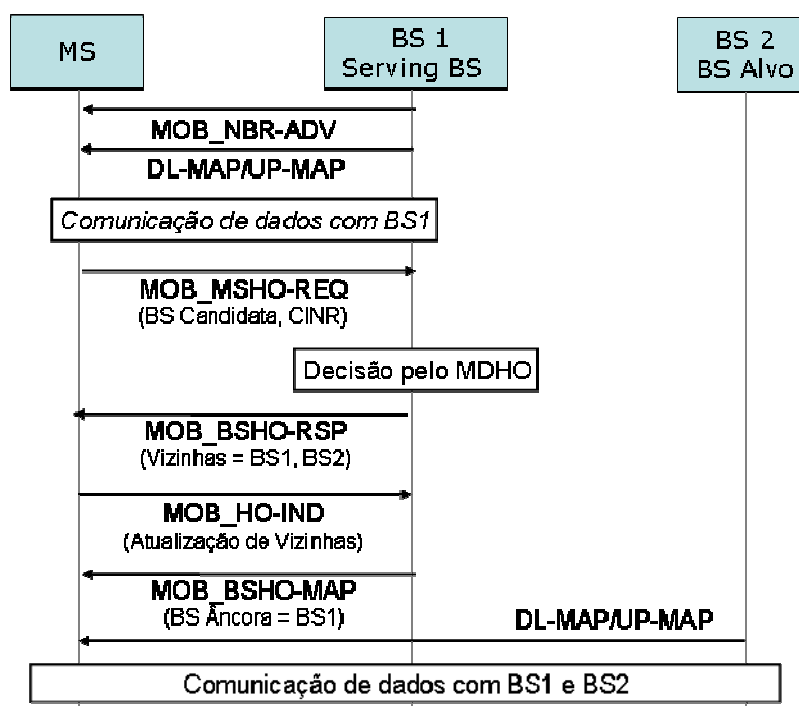 MS
BS 1
Serving BS
BS 2
BS Alvo
MOB_NBR-ADV
DL-MAP/UP-MAP
Comunicação de dados com BS1
MOB_MSHO-REQ
(BS Candidata, CINR)
Decisão pelo MDHO
MOB_BSHO-RSP
(Vizinhas = BS1, BS2)
MOB_HO-IND
(Atualização de Vizinhas)
MOB_BSHO-MAP
(BS Âncora = BS1)
DL-MAP/UP-MAP
Comunicação de dados com BS1 e BS2